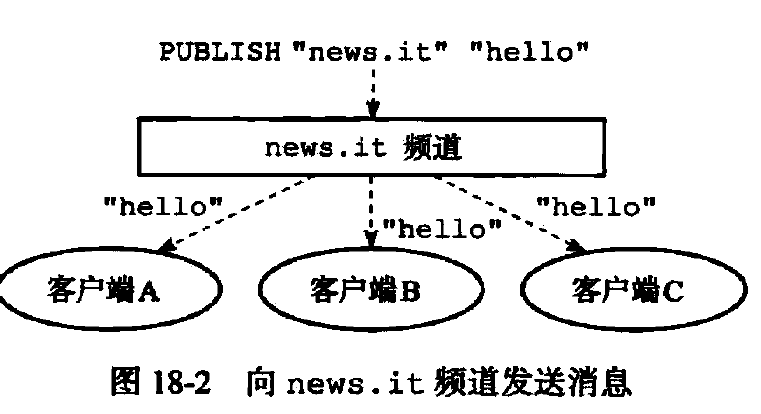 PUBLISH "news.it" "hello"
news.it 频道
"hello"
"hello"
"hello"
客户端A
客户端B
客户端C
图 18-2 向 news.it 频道发送消息